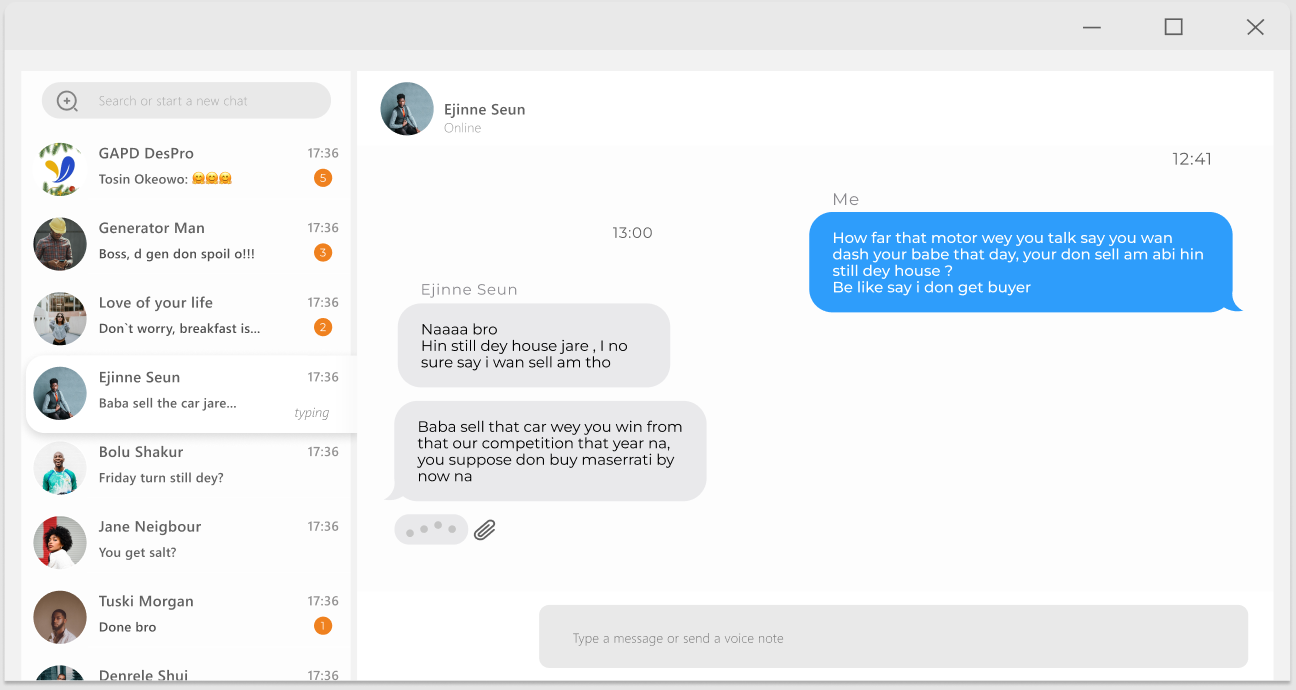 Search or start a new chat
GAPD DesPro 17:36
Tosin Okeowo: 🤗🤗🤗 5
Generator Man 17:36
Boss, d gen don spoil o!!! 3
Love of your life 17:36
Don`t worry, breakfast is... 2
Ejinne Seun 17:36
Baba sell the car jare...
typing
Bolu Shakur 17:36
Friday turn still dey?
Jane Neigbour 17:36
You get salt?
Tuski Morgan 17:36
Done bro 1
Denrele Shui 17:36
Ejinne Seun
Online
12:41
Me
How far that motor wey you talk say you wan
dash your babe that day, your don sell am abi hin
still dey house ?
Be like say i don get buyer
13:00
Ejinne Seun
Naaaa bro
Hin still dey house jare , I no
sure say i wan sell am tho
Baba sell that car wey you win from
that our competition that year na,
you suppose don buy maserrati by
now na
Type a message or send a voice note